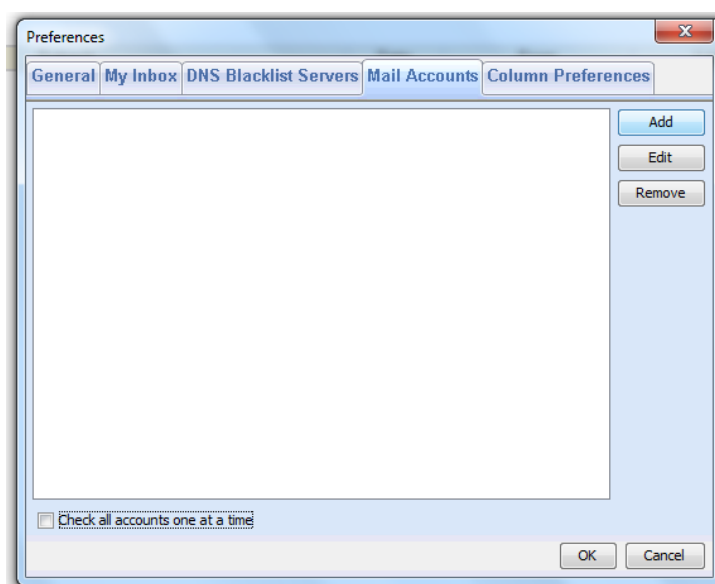 Preferences
General My Inbox DNS Blacklist Servers Mail Accounts Column Preferences
Add
Edit
Remove
Check all accounts one at a time
OK Cancel